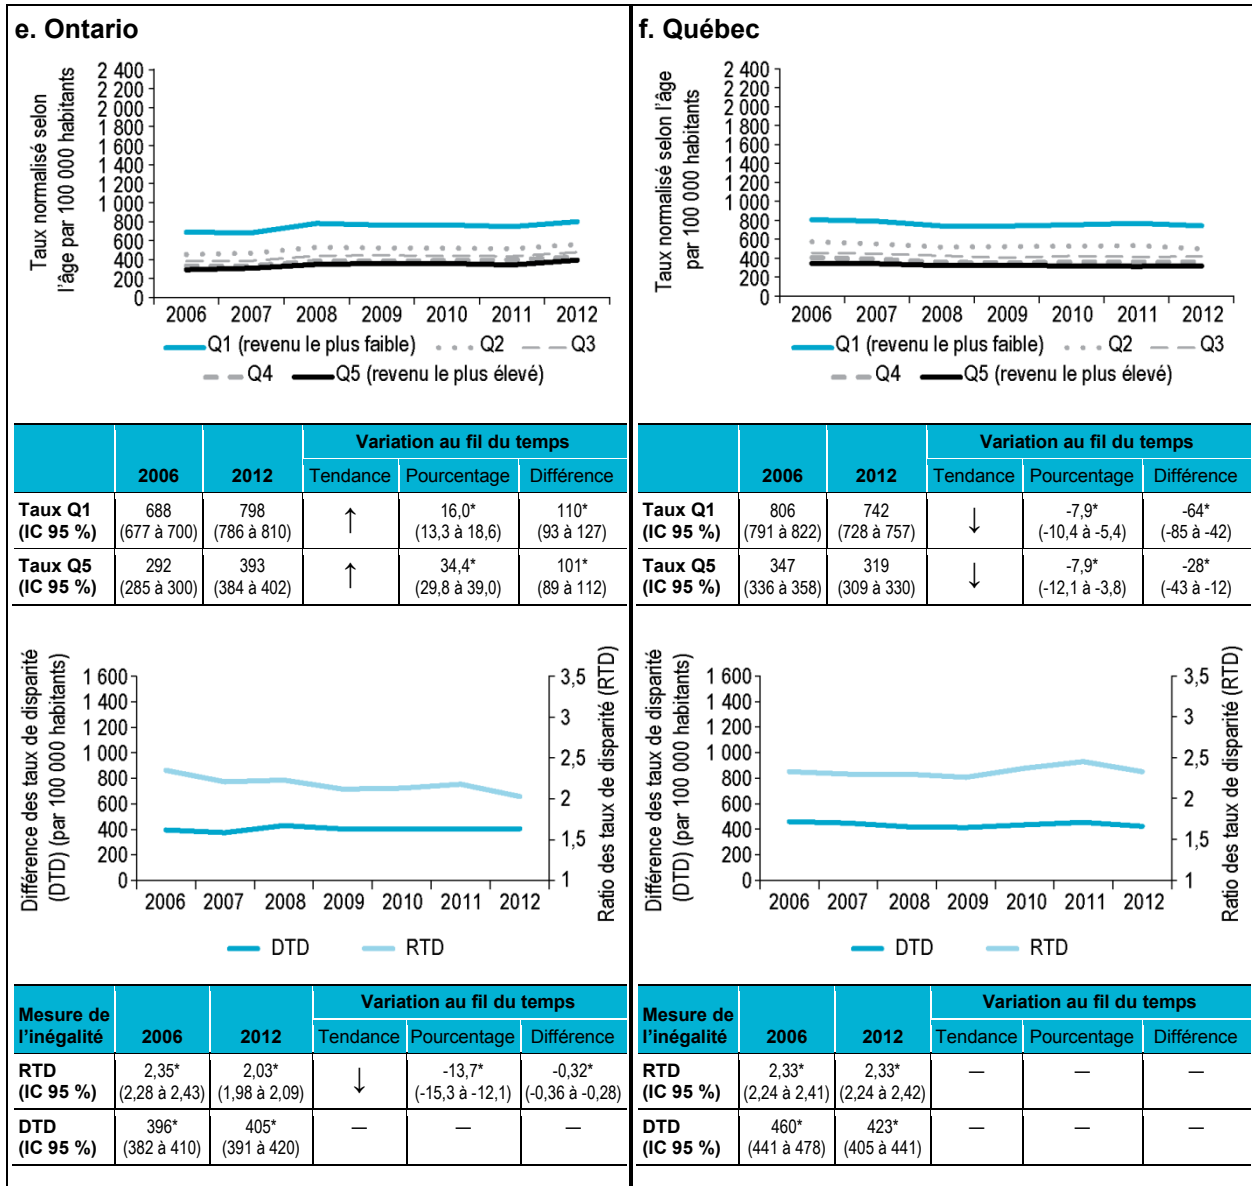 e. Ontario
Taux normalisé selon
l'âge par 100 000 habitants
2 400
2 200
2 000
1 800
1 600
1 400
1 200
1 000
800
600
400
200
0
2006 2007 2008 2009 2010 2011 2012
Q1 (revenu le plus faible) Q2 Q3
Q4 Q5 (revenu le plus élevé)
Variation au fil du temps
2006 2012 Tendance Pourcentage Différence
Taux Q1 688 798 ↑ 16,0* 110*
(IC 95 %) (677 à 700) (786 à 810) (13,3 à 18,6) (93 à 127)
Taux Q5 292 393 ↑ 34,4* 101*
(IC 95 %) (285 à 300) (384 à 402) (29,8 à 39,0) (89 à 112)
Différence des taux de disparité
(DTD) (par 100 000 habitants)
1 600
1 400
1 200
1 000
800
600
400
200
0
3,5
3
2,5
2
1,5
1
Ratio des taux de disparité (RTD)
2006 2007 2008 2009 2010 2011 2012
DTD RTD
Mesure de
l'inégalité
Variation au fil du temps
2006 2012 Tendance Pourcentage Différence
RTD 2,35* 2,03* ↓ -13,7* -0,32*
(IC 95 %) (2,28 à 2,43) (1,98 à 2,09) (-15,3 à -12,1) (-0,36 à -0,28)
DTD 396* 405* — — —
(IC 95 %) (382 à 410) (391 à 420)
f. Québec
Taux normalisé selon l'âge
par 100 000 habitants
2 400
2 200
2 000
1 800
1 600
1 400
1 200
1 000
800
600
400
200
0
2006 2007 2008 2009 2010 2011 2012
Q1 (revenu le plus faible) Q2 Q3
Q4 Q5 (revenu le plus élevé)
Variation au fil du temps
2006 2012 Tendance Pourcentage Différence
Taux Q1 806 742 ↓ -7,9* -64*
(IC 95 %) (791 à 822) (728 à 757) (-10,4 à -5,4) (-85 à -42)
Taux Q5 347 319 ↓ -7,9* -28*
(IC 95 %) (336 à 358) (309 à 330) (-12,1 à -3,8) (-43 à -12)
Différence des taux de disparité
(DTD) (par 100 000 habitants)
1 600
1 400
1 200
1 000
800
600
400
200
0
3,5
3
2,5
2
1,5
1
Ratio des taux de disparité (RTD)
2006 2007 2008 2009 2010 2011 2012
DTD RTD
Mesure de
l'inégalité
Variation au fil du temps
2006 2012 Tendance Pourcentage Différence
RTD 2,33* 2,33* — — —
(IC 95 %) (2,24 à 2,41) (2,24 à 2,42)
DTD 460* 423* — — —
(IC 95 %) (441 à 478) (405 à 441)